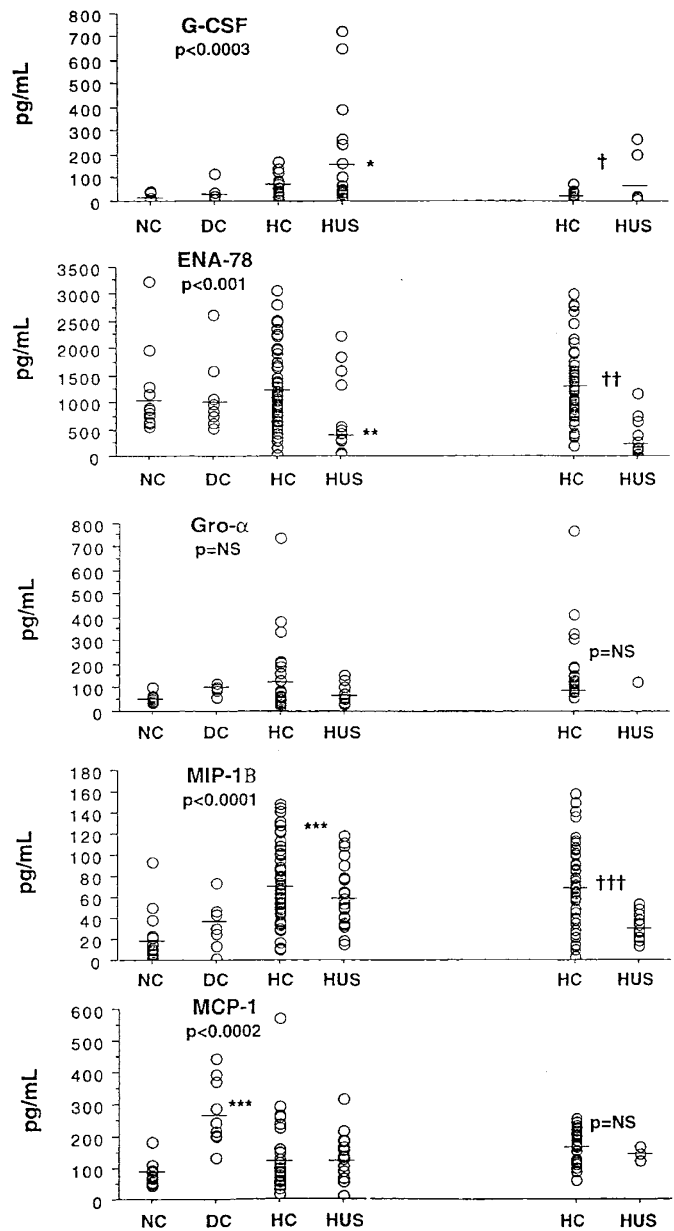 G-CSF
p<0.0003
pg/mL
800
700
600
500
400
300
200
100
0
*
†
NC DC HC HUS HC HUS
ENA-78
p<0.001
pg/mL
3500
3000
2500
2000
1500
1000
500
0
**
††
NC DC HC HUS HC HUS
Gro-α
p=NS
pg/mL
800
700
600
500
400
300
200
100
0
p=NS
NC DC HC HUS HC HUS
MIP-1B
p<0.0001
pg/mL
180
160
140
120
100
80
60
40
20
0
***
†††
NC DC HC HUS HC HUS
MCP-1
p<0.0002
pg/mL
600
500
400
300
200
100
0
***
p=NS
NC DC HC HUS HC HUS